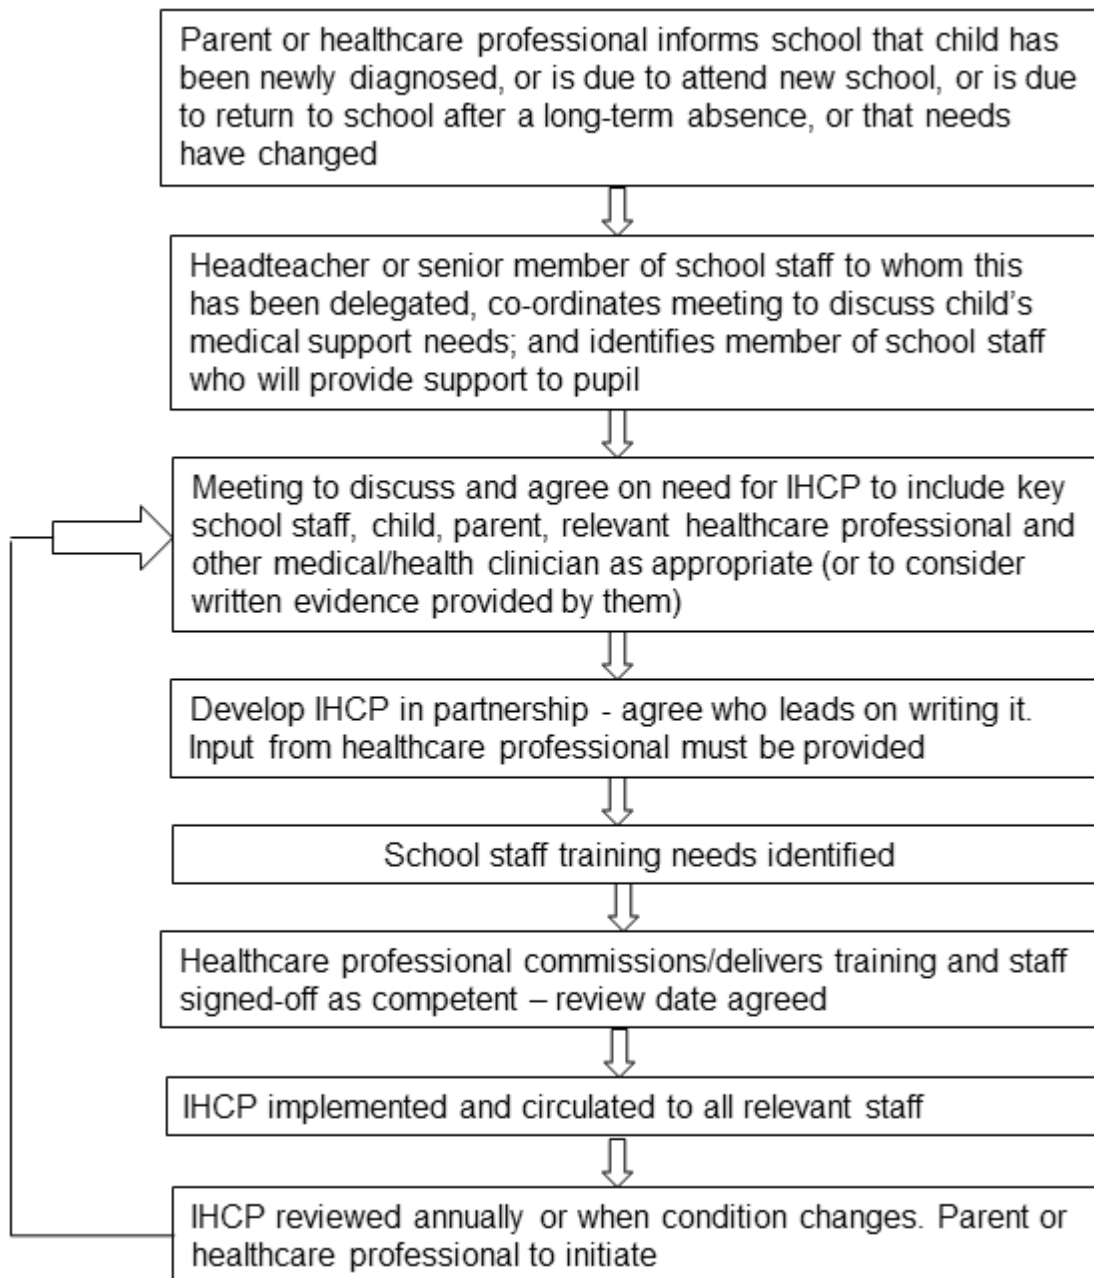 Parent or healthcare professional informs school that child has
been newly diagnosed, or is due to attend new school, or is due
to return to school after a long-term absence, or that needs
have changed
Headteacher or senior member of school staff to whom this
has been delegated, co-ordinates meeting to discuss child's
medical support needs; and identifies member of school staff
who will provide support to pupil
Meeting to discuss and agree on need for IHCP to include key
school staff, child, parent, relevant healthcare professional and
other medical/health clinician as appropriate (or to consider
written evidence provided by them)
Develop IHCP in partnership - agree who leads on writing it.
Input from healthcare professional must be provided
School staff training needs identified
Healthcare professional commissions/delivers training and staff
signed-off as competent – review date agreed
IHCP implemented and circulated to all relevant staff
IHCP reviewed annually or when condition changes. Parent or
healthcare professional to initiate